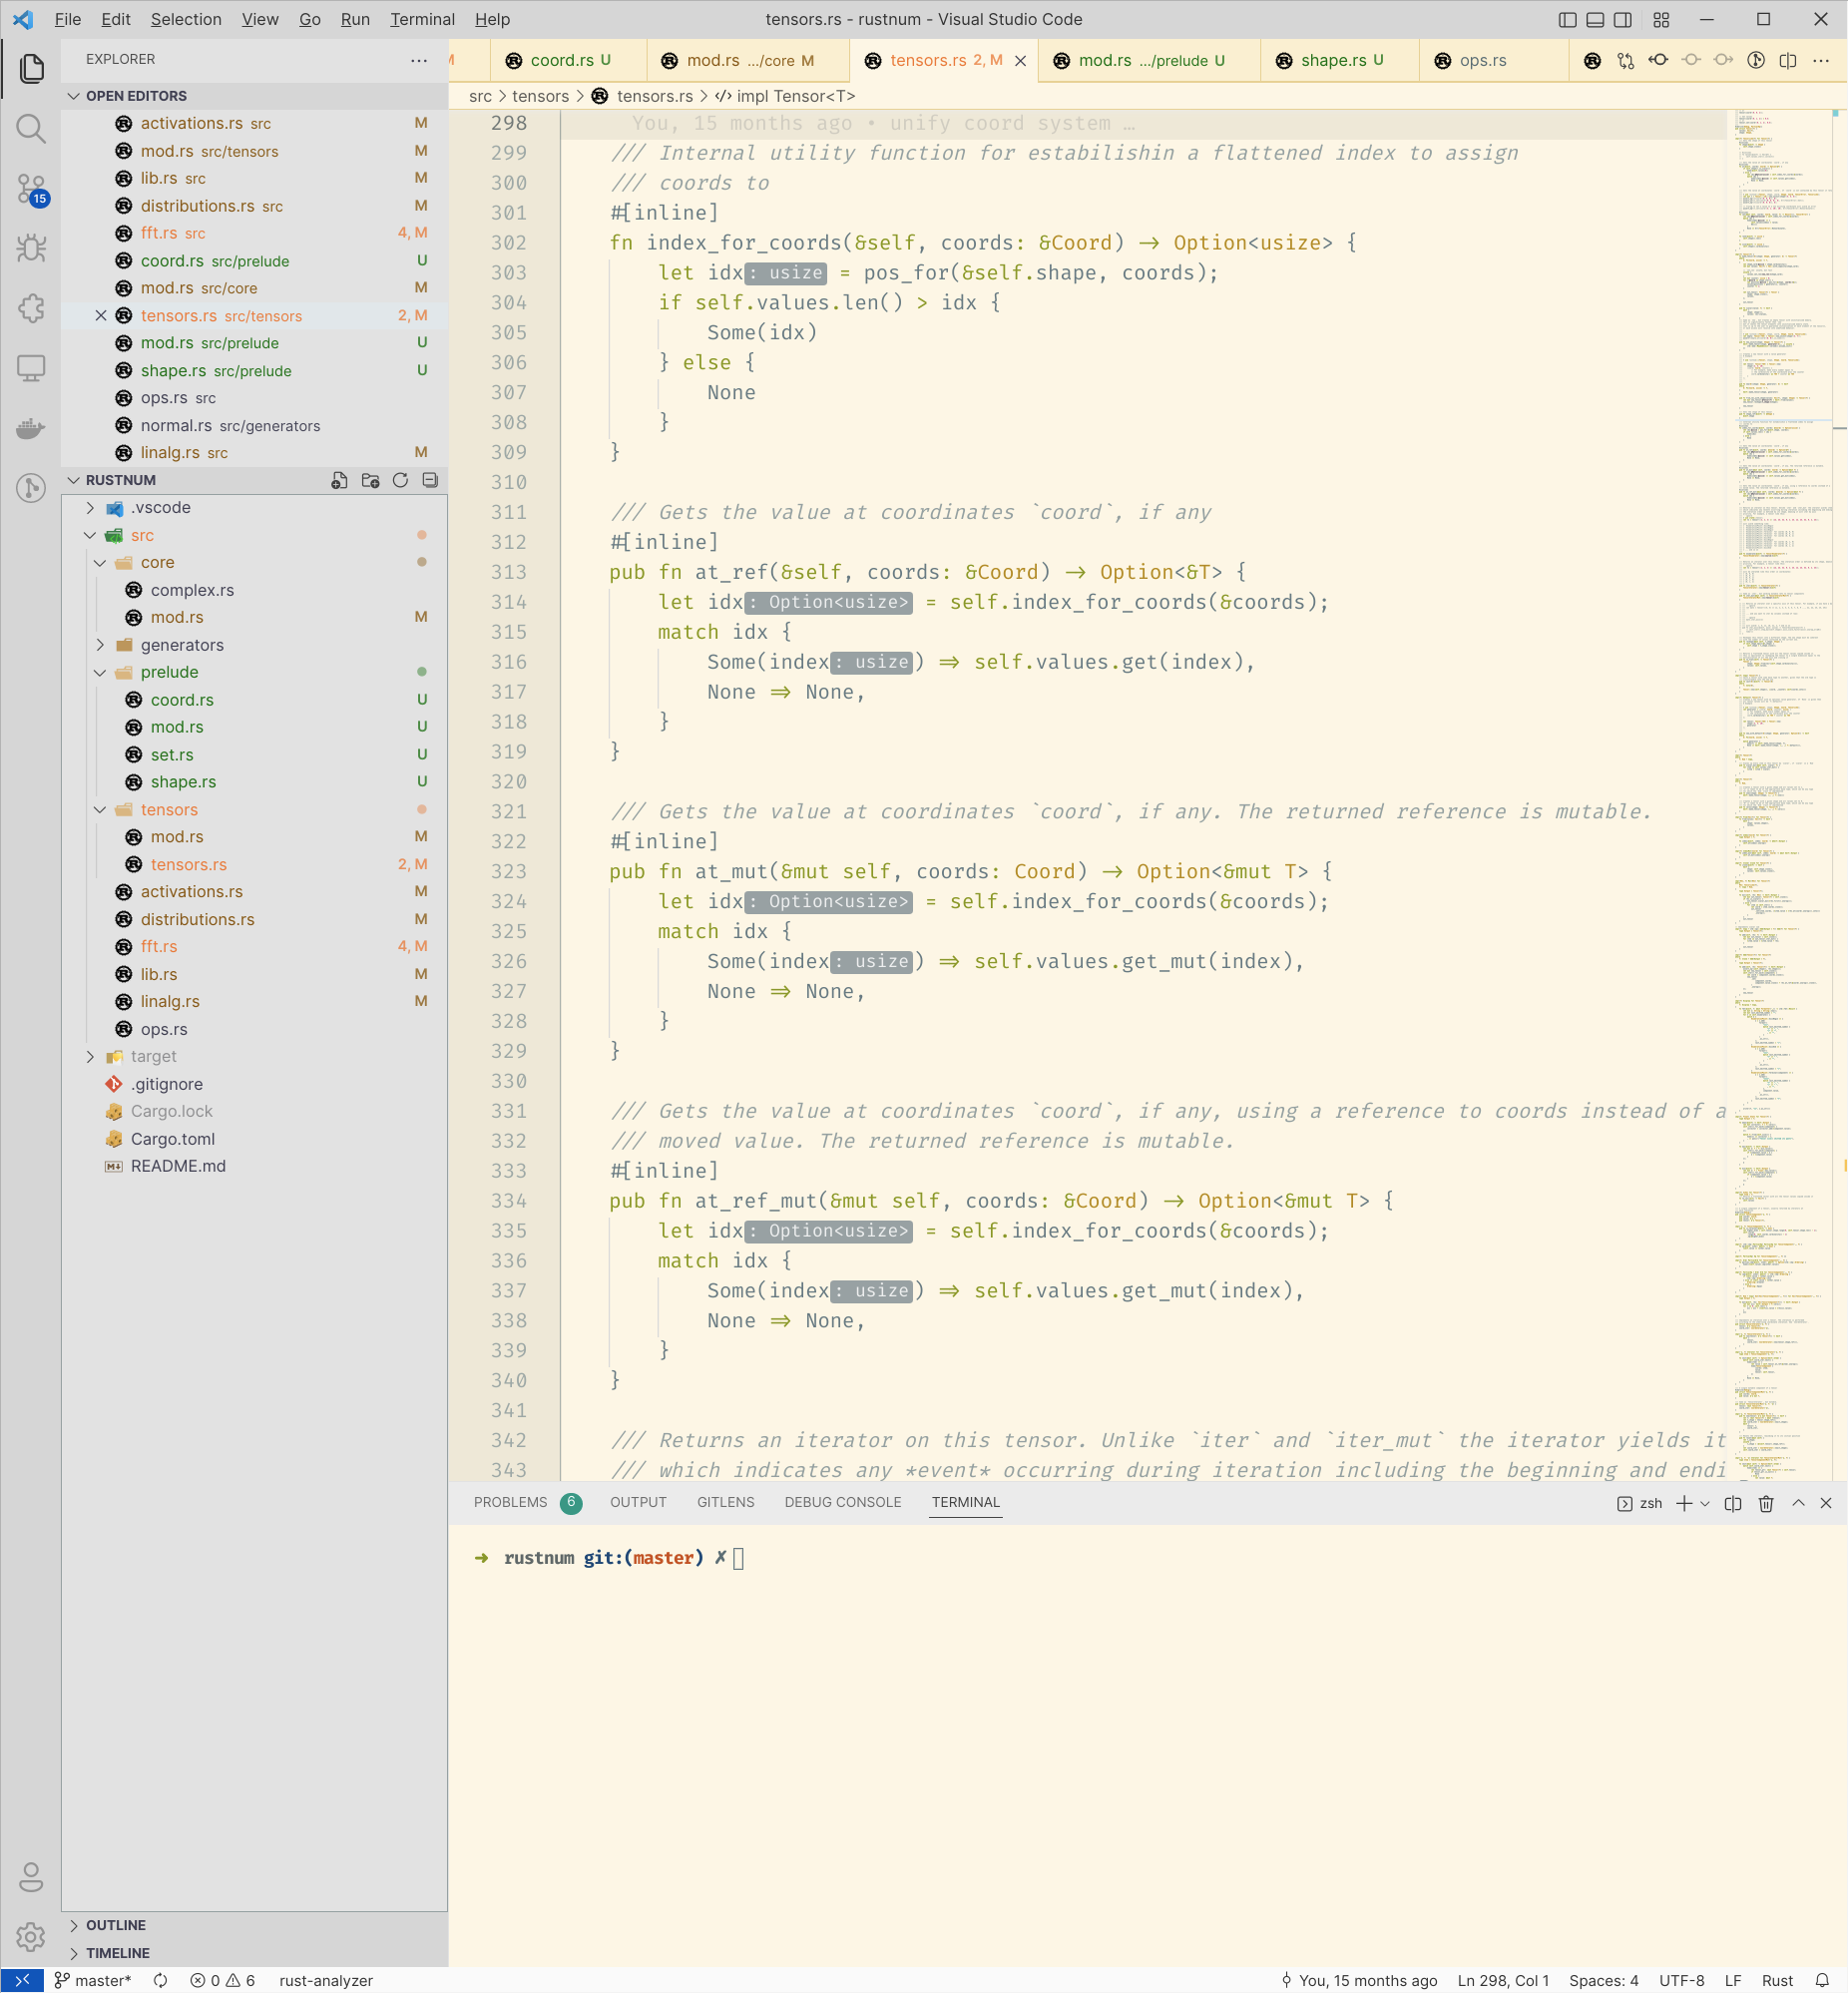 File Edit Selection View Go Run Terminal Help
tensors.rs - rustnum - Visual Studio Code
EXPLORER
OPEN EDITORS
activations.rs src M
mod.rs src/tensors M
lib.rs src M
distributions.rs src M
fft.rs src 4, M
coord.rs src/prelude U
mod.rs src/core M
tensors.rs src/tensors 2, M
mod.rs src/prelude U
shape.rs src/prelude U
ops.rs src
normal.rs src/generators
linalg.rs src M
15
RUSTNUM
.vscode
src
core
complex.rs
mod.rs M
generators
prelude
coord.rs U
mod.rs U
set.rs U
shape.rs U
tensors
mod.rs M
tensors.rs 2, M
activations.rs M
distributions.rs M
fft.rs 4, M
lib.rs M
linalg.rs M
ops.rs
target
.gitignore
Cargo.lock
Cargo.toml
README.md
OUTLINE
TIMELINE
M coord.rs U mod.rs .../core M tensors.rs 2, M mod.rs .../prelude U shape.rs U ops.rs
src > tensors > tensors.rs > impl Tensor<T>
298 You, 15 months ago • unify coord system …
299 /// Internal utility function for estabilishin a flattened index to assign
300 /// coords to
301 #[inline]
302 fn index_for_coords(&self, coords: &Coord) -> Option<usize> {
303 let idx: usize = pos_for(&self.shape, coords);
304 if self.values.len() > idx {
305 Some(idx)
306 } else {
307 None
308 }
309 }
310
311 /// Gets the value at coordinates `coord`, if any
312 #[inline]
313 pub fn at_ref(&self, coords: &Coord) -> Option<&T> {
314 let idx: Option<usize> = self.index_for_coords(&coords);
315 match idx {
316 Some(index: usize) => self.values.get(index),
317 None => None,
318 }
319 }
320
321 /// Gets the value at coordinates `coord`, if any. The returned reference is mutable.
322 #[inline]
323 pub fn at_mut(&mut self, coords: Coord) -> Option<&mut T> {
324 let idx: Option<usize> = self.index_for_coords(&coords);
325 match idx {
326 Some(index: usize) => self.values.get_mut(index),
327 None => None,
328 }
329 }
330
331 /// Gets the value at coordinates `coord`, if any, using a reference to coords instead of a
332 /// moved value. The returned reference is mutable.
333 #[inline]
334 pub fn at_ref_mut(&mut self, coords: &Coord) -> Option<&mut T> {
335 let idx: Option<usize> = self.index_for_coords(&coords);
336 match idx {
337 Some(index: usize) => self.values.get_mut(index),
338 None => None,
339 }
340 }
341
342 /// Returns an iterator on this tensor. Unlike `iter` and `iter_mut` the iterator yields it
343 /// which indicates any *event* occurring during iteration including the beginning and endi
PROBLEMS 6 OUTPUT GITLENS DEBUG CONSOLE TERMINAL
zsh
➜ rustnum git:(master) ✗
master* 0 6 rust-analyzer
You, 15 months ago Ln 298, Col 1 Spaces: 4 UTF-8 LF Rust